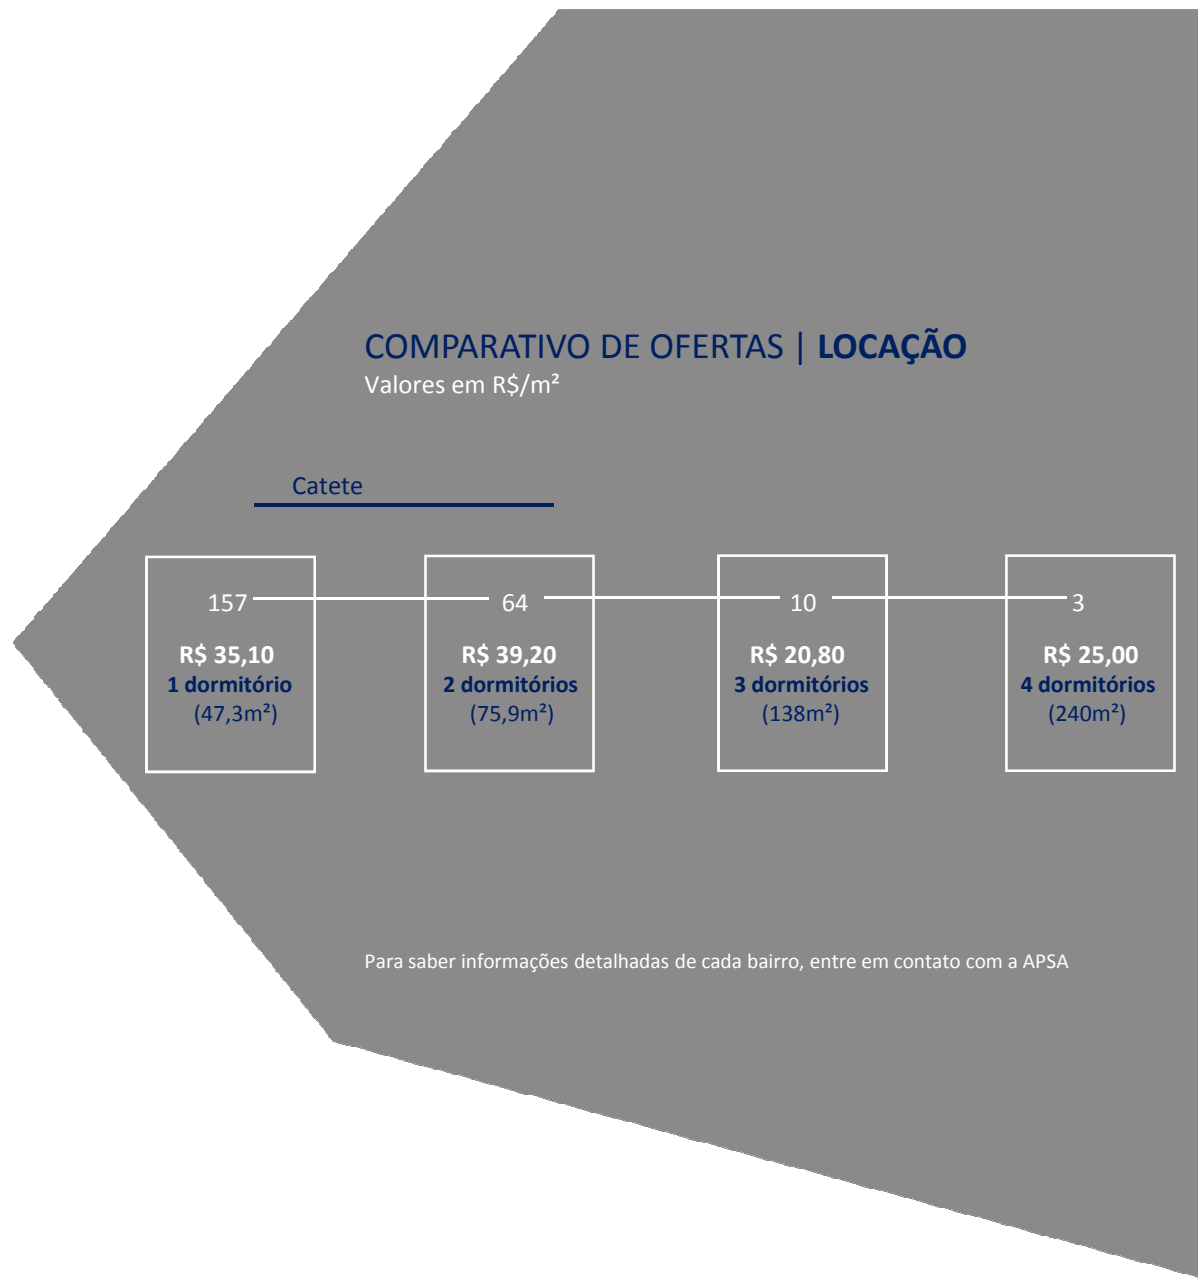 COMPARATIVO DE OFERTAS | LOCAÇÃO
Valores em R$/m²
Catete
157
R$ 35,10
1 dormitório
(47,3m²)
64
R$ 39,20
2 dormitórios
(75,9m²)
10
R$ 20,80
3 dormitórios
(138m²)
3
R$ 25,00
4 dormitórios
(240m²)
Para saber informações detalhadas de cada bairro, entre em contato com a APSA